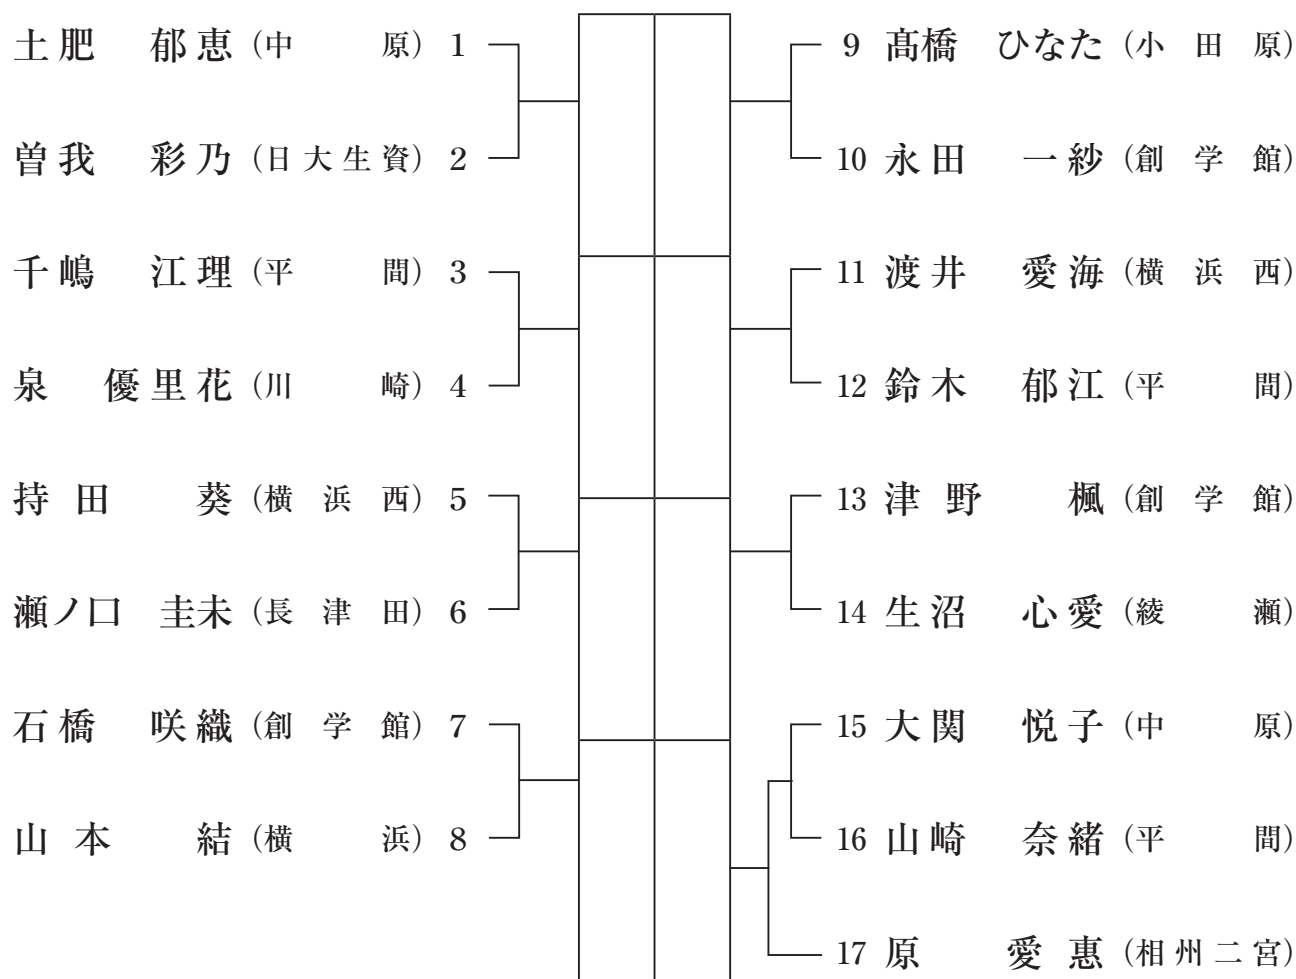 土肥 郁恵（中原）1
曽我 彩乃（日大生資）2
千嶋 江理（平間）3
泉 優里花（川崎）4
持田 葵（横浜西）5
瀬ノ口 圭未（長津田）6
石橋 咲織（創学館）7
山本 結（横浜）8
9 髙橋 ひなた（小田原）
10 永田 一紗（創学館）
11 渡井 愛海（横浜西）
12 鈴木 郁江（平間）
13 津野 楓（創学館）
14 生沼 心愛（綾瀬）
15 大関 悦子（中原）
16 山崎 奈緒（平間）
17 原 愛惠（相州二宮）